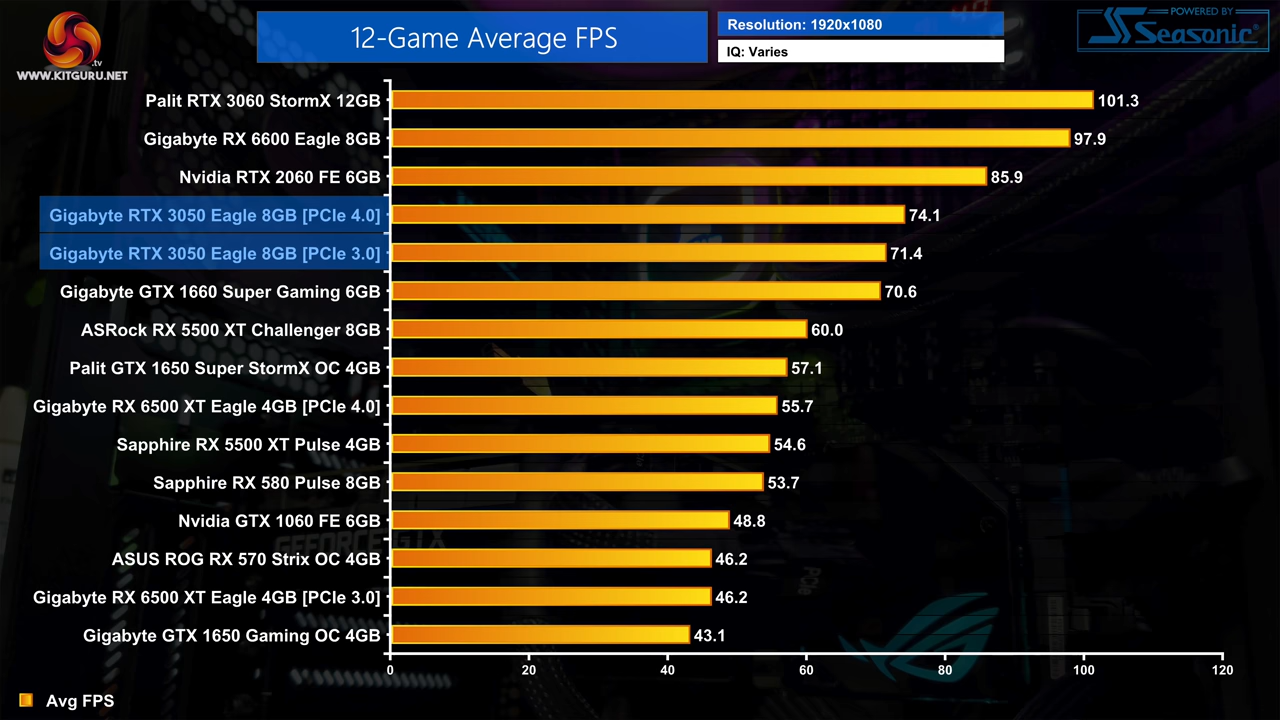 12-Game Average FPS
Resolution: 1920x1080
IQ: Varies
POWERED BY
Seasonic
.tv
WWW.KITGURU.NET
Palit RTX 3060 StormX 12GB 101.3
Gigabyte RX 6600 Eagle 8GB 97.9
Nvidia RTX 2060 FE 6GB 85.9
Gigabyte RTX 3050 Eagle 8GB [PCIe 4.0] 74.1
Gigabyte RTX 3050 Eagle 8GB [PCIe 3.0] 71.4
Gigabyte GTX 1660 Super Gaming 6GB 70.6
ASRock RX 5500 XT Challenger 8GB 60.0
Palit GTX 1650 Super StormX OC 4GB 57.1
Gigabyte RX 6500 XT Eagle 4GB [PCIe 4.0] 55.7
Sapphire RX 5500 XT Pulse 4GB 54.6
Sapphire RX 580 Pulse 8GB 53.7
Nvidia GTX 1060 FE 6GB 48.8
GEFORCE GTX
ASUS ROG RX 570 Strix OC 4GB 46.2
PCIe
Gigabyte RX 6500 XT Eagle 4GB [PCIe 3.0] 46.2
Gigabyte GTX 1650 Gaming OC 4GB 43.1
0 20 40 60 80 100 120
Avg FPS